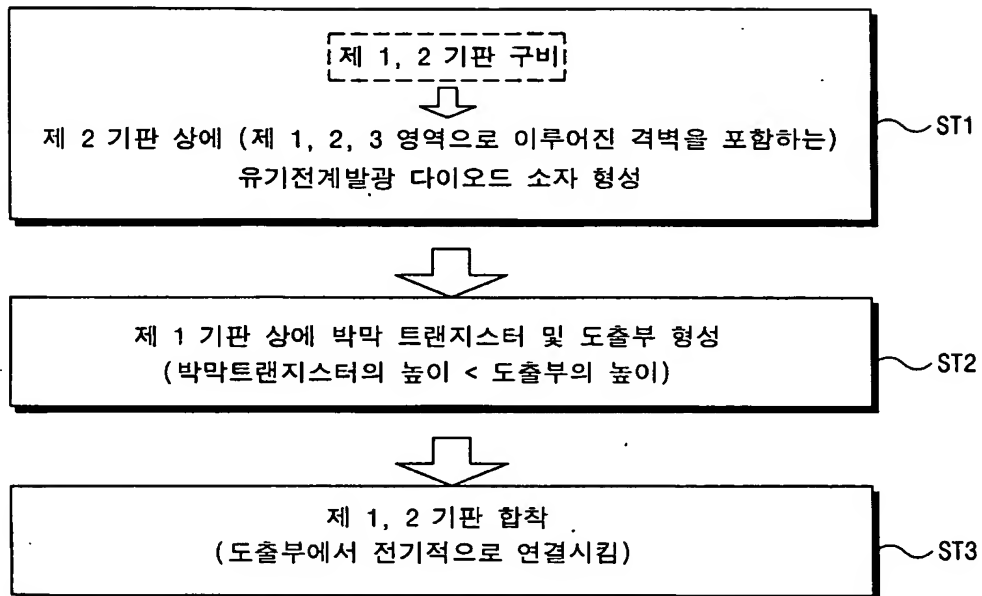 제 1, 2 기판 구비
제 2 기판 상에 (제 1, 2, 3 영역으로 이루어진 격벽을 포함하는)
유기전계발광 다이오드 소자 형성
ST1
제 1 기판 상에 박막 트랜지스터 및 도출부 형성
(박막트랜지스터의 높이 < 도출부의 높이)
ST2
제 1, 2 기판 합착
(도출부에서 전기적으로 연결시킴)
ST3